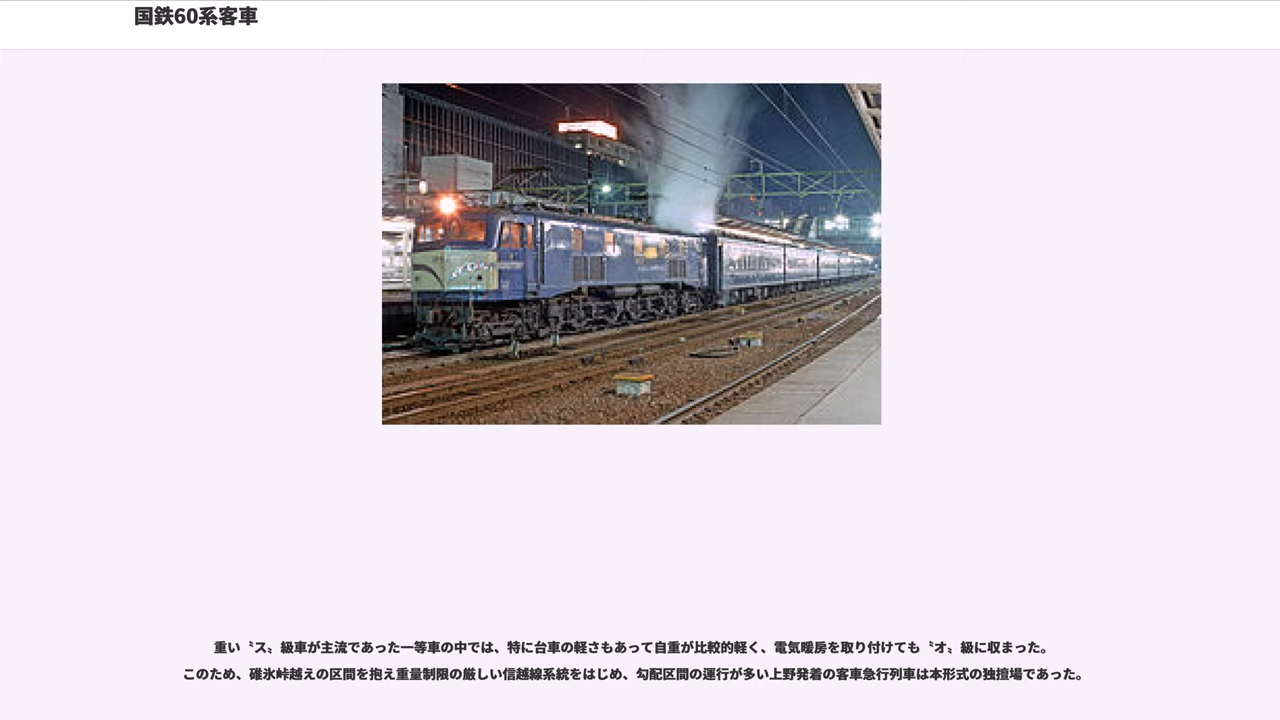 国鉄60系客車
重い〝ス〟級車が主流であった一等車の中では、特に台車の軽さもあって自重が比較的軽く、電気暖房を取り付けても〝オ〟級に収まった。
このため、碓氷峠越えの区間を抱え重量制限の厳しい信越線系統をはじめ、勾配区間の運行が多い上野発着の客車急行列車は本形式の独擅場であった。